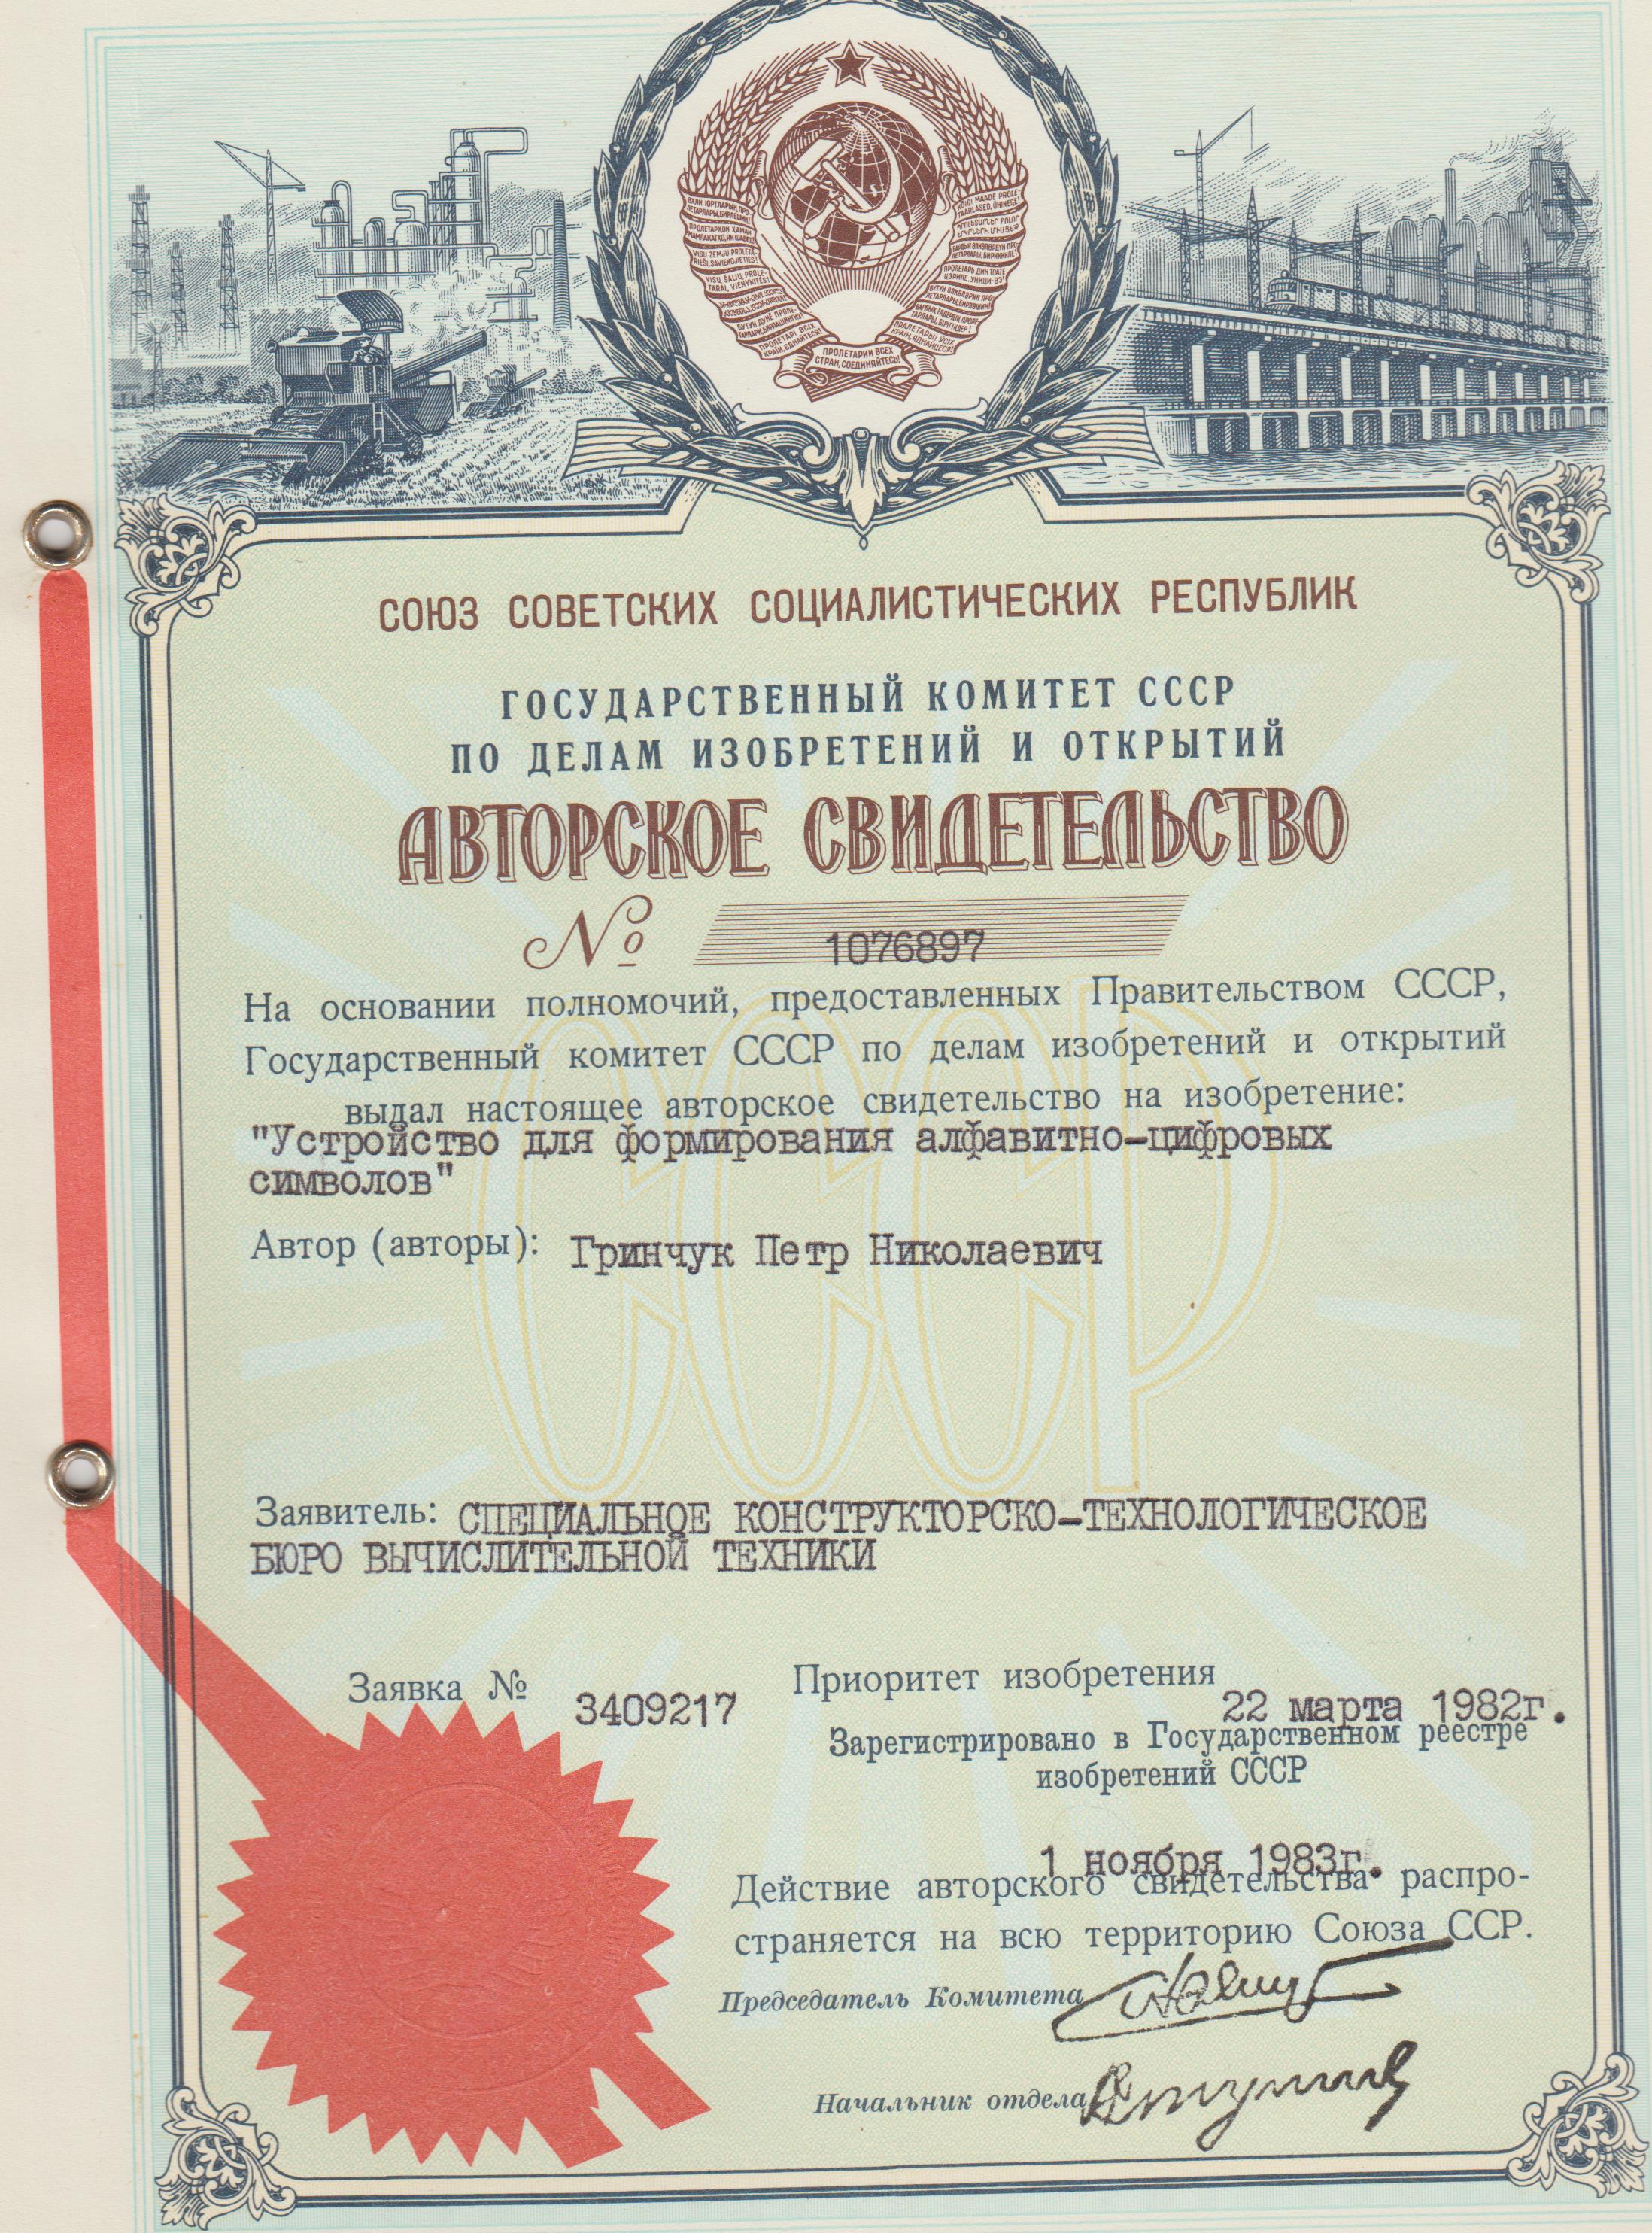 ПРОЛЕТАРИИ ВСЕХ
СТРАН, СОЕДИНЯЙТЕСЬ!
СОЮЗ СОВЕТСКИХ СОЦИАЛИСТИЧЕСКИХ РЕСПУБЛИК
ГОСУДАРСТВЕННЫЙ КОМИТЕТ СССР
ПО ДЕЛАМ ИЗОБРЕТЕНИЙ И ОТКРЫТИЙ
АВТОРСКОЕ СВИДЕТЕЛЬСТВО
№ 1076897
На основании полномочий, предоставленных Правительством СССР,
Государственный комитет СССР по делам изобретений и открытий
выдал настоящее авторское свидетельство на изобретение:
"Устройство для формирования алфавитно-цифровых
символов"
Автор (авторы): Гринчук Петр Николаевич
СССР
Заявитель: СПЕЦИАЛЬНОЕ КОНСТРУКТОРСКО-ТЕХНОЛОГИЧЕСКОЕ
БЮРО ВЫЧИСЛИТЕЛЬНОЙ ТЕХНИКИ
Заявка № 3409217
Приоритет изобретения 22 марта 1982г.
Зарегистрировано в Государственном реестре
изобретений СССР
1 ноября 1983г.
Действие авторского свидетельства распро-
страняется на всю территорию Союза ССР.
Председатель Комитета
Начальник отдела